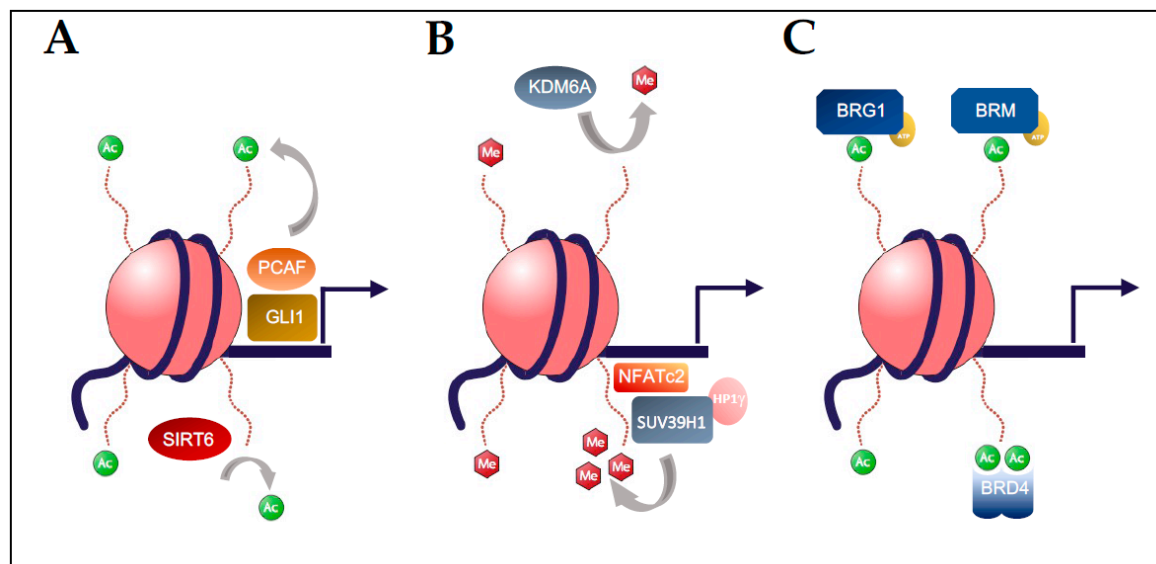 A
B
C
KDM6A
Me
BRG1
BRM
ATP
ATP
Ac
Ac
Me
Ac
Ac
PCAF
GLI1
NFATc2
HP1γ
SUV39H1
SIRT6
Ac
Ac
Me
Me
Me
Me
Ac
Ac
Ac
BRD4